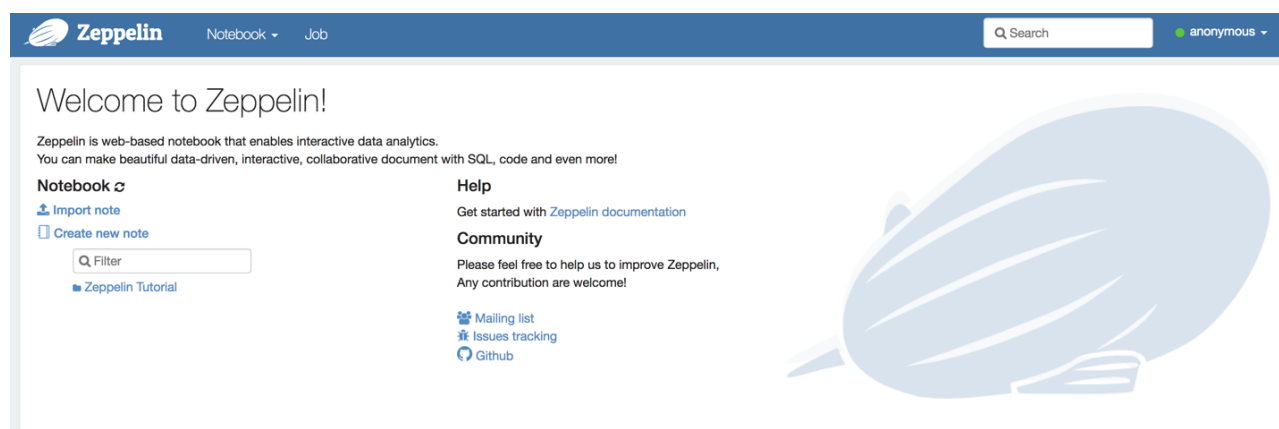 Zeppelin Notebook Job Search anonymous
Welcome to Zeppelin!
Zeppelin is web-based notebook that enables interactive data analytics.
You can make beautiful data-driven, interactive, collaborative document with SQL, code and even more!
Notebook
Import note
Create new note
Filter
Zeppelin Tutorial
Help
Get started with Zeppelin documentation
Community
Please feel free to help us to improve Zeppelin,
Any contribution are welcome!
Mailing list
Issues tracking
Github